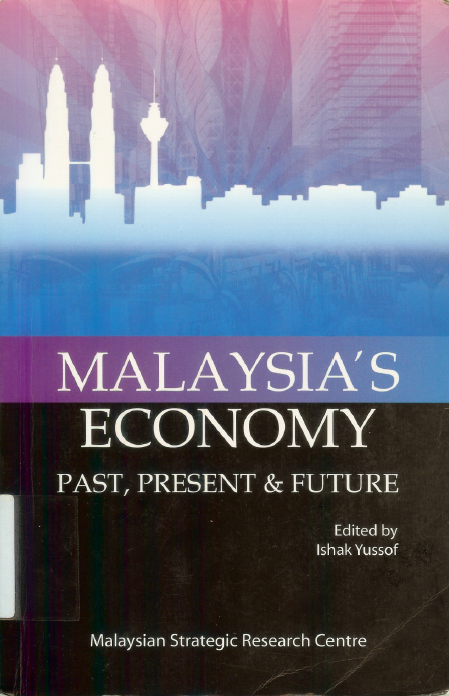 MALAYSIA'S
ECONOMY
PAST, PRESENT & FUTURE
Edited by
Ishak Yussof
Malaysian Strategic Research Centre